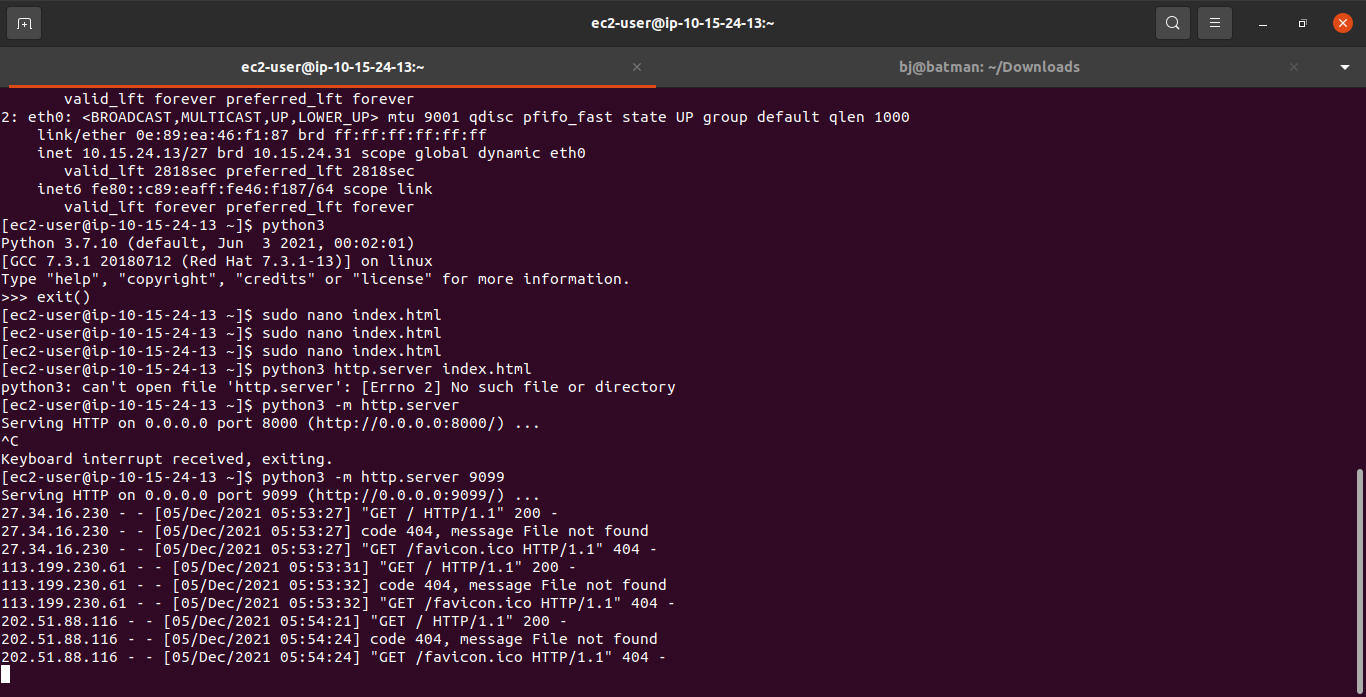 ec2-user@ip-10-15-24-13:~
ec2-user@ip-10-15-24-13:~
bj@batman: ~/Downloads
valid_lft forever preferred_lft forever
2: eth0: <BROADCAST,MULTICAST,UP,LOWER_UP> mtu 9001 qdisc pfifo_fast state UP group default qlen 1000
link/ether 0e:89:ea:46:f1:87 brd ff:ff:ff:ff:ff:ff
inet 10.15.24.13/27 brd 10.15.24.31 scope global dynamic eth0
valid_lft 2818sec preferred_lft 2818sec
inet6 fe80::c89:eaff:fe46:f187/64 scope link
valid_lft forever preferred_lft forever
[ec2-user@ip-10-15-24-13 ~]$ python3
Python 3.7.10 (default, Jun  3 2021, 00:02:01)
[GCC 7.3.1 20180712 (Red Hat 7.3.1-13)] on linux
Type "help", "copyright", "credits" or "license" for more information.
>>> exit()
[ec2-user@ip-10-15-24-13 ~]$ sudo nano index.html
[ec2-user@ip-10-15-24-13 ~]$ sudo nano index.html
[ec2-user@ip-10-15-24-13 ~]$ sudo nano index.html
[ec2-user@ip-10-15-24-13 ~]$ python3 http.server index.html
python3: can't open file 'http.server': [Errno 2] No such file or directory
[ec2-user@ip-10-15-24-13 ~]$ python3 -m http.server
Serving HTTP on 0.0.0.0 port 8000 (http://0.0.0.0:8000/) ...
^C
Keyboard interrupt received, exiting.
[ec2-user@ip-10-15-24-13 ~]$ python3 -m http.server 9099
Serving HTTP on 0.0.0.0 port 9099 (http://0.0.0.0:9099/) ...
27.34.16.230 - - [05/Dec/2021 05:53:27] "GET / HTTP/1.1" 200 -
27.34.16.230 - - [05/Dec/2021 05:53:27] code 404, message File not found
27.34.16.230 - - [05/Dec/2021 05:53:27] "GET /favicon.ico HTTP/1.1" 404 -
113.199.230.61 - - [05/Dec/2021 05:53:31] "GET / HTTP/1.1" 200 -
113.199.230.61 - - [05/Dec/2021 05:53:32] code 404, message File not found
113.199.230.61 - - [05/Dec/2021 05:53:32] "GET /favicon.ico HTTP/1.1" 404 -
202.51.88.116 - - [05/Dec/2021 05:54:21] "GET / HTTP/1.1" 200 -
202.51.88.116 - - [05/Dec/2021 05:54:24] code 404, message File not found
202.51.88.116 - - [05/Dec/2021 05:54:24] "GET /favicon.ico HTTP/1.1" 404 -